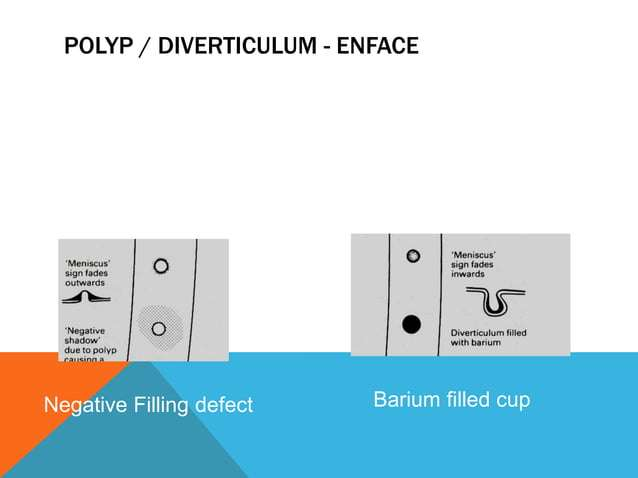 POLYP / DIVERTICULUM - ENFACE
'Meniscus'
sign fades
outwards
'Negative
shadow'
due to polyp
causing a
'Meniscus'
sign fades
inwards
Diverticulum filled
with barium
Negative Filling defect
Barium filled cup